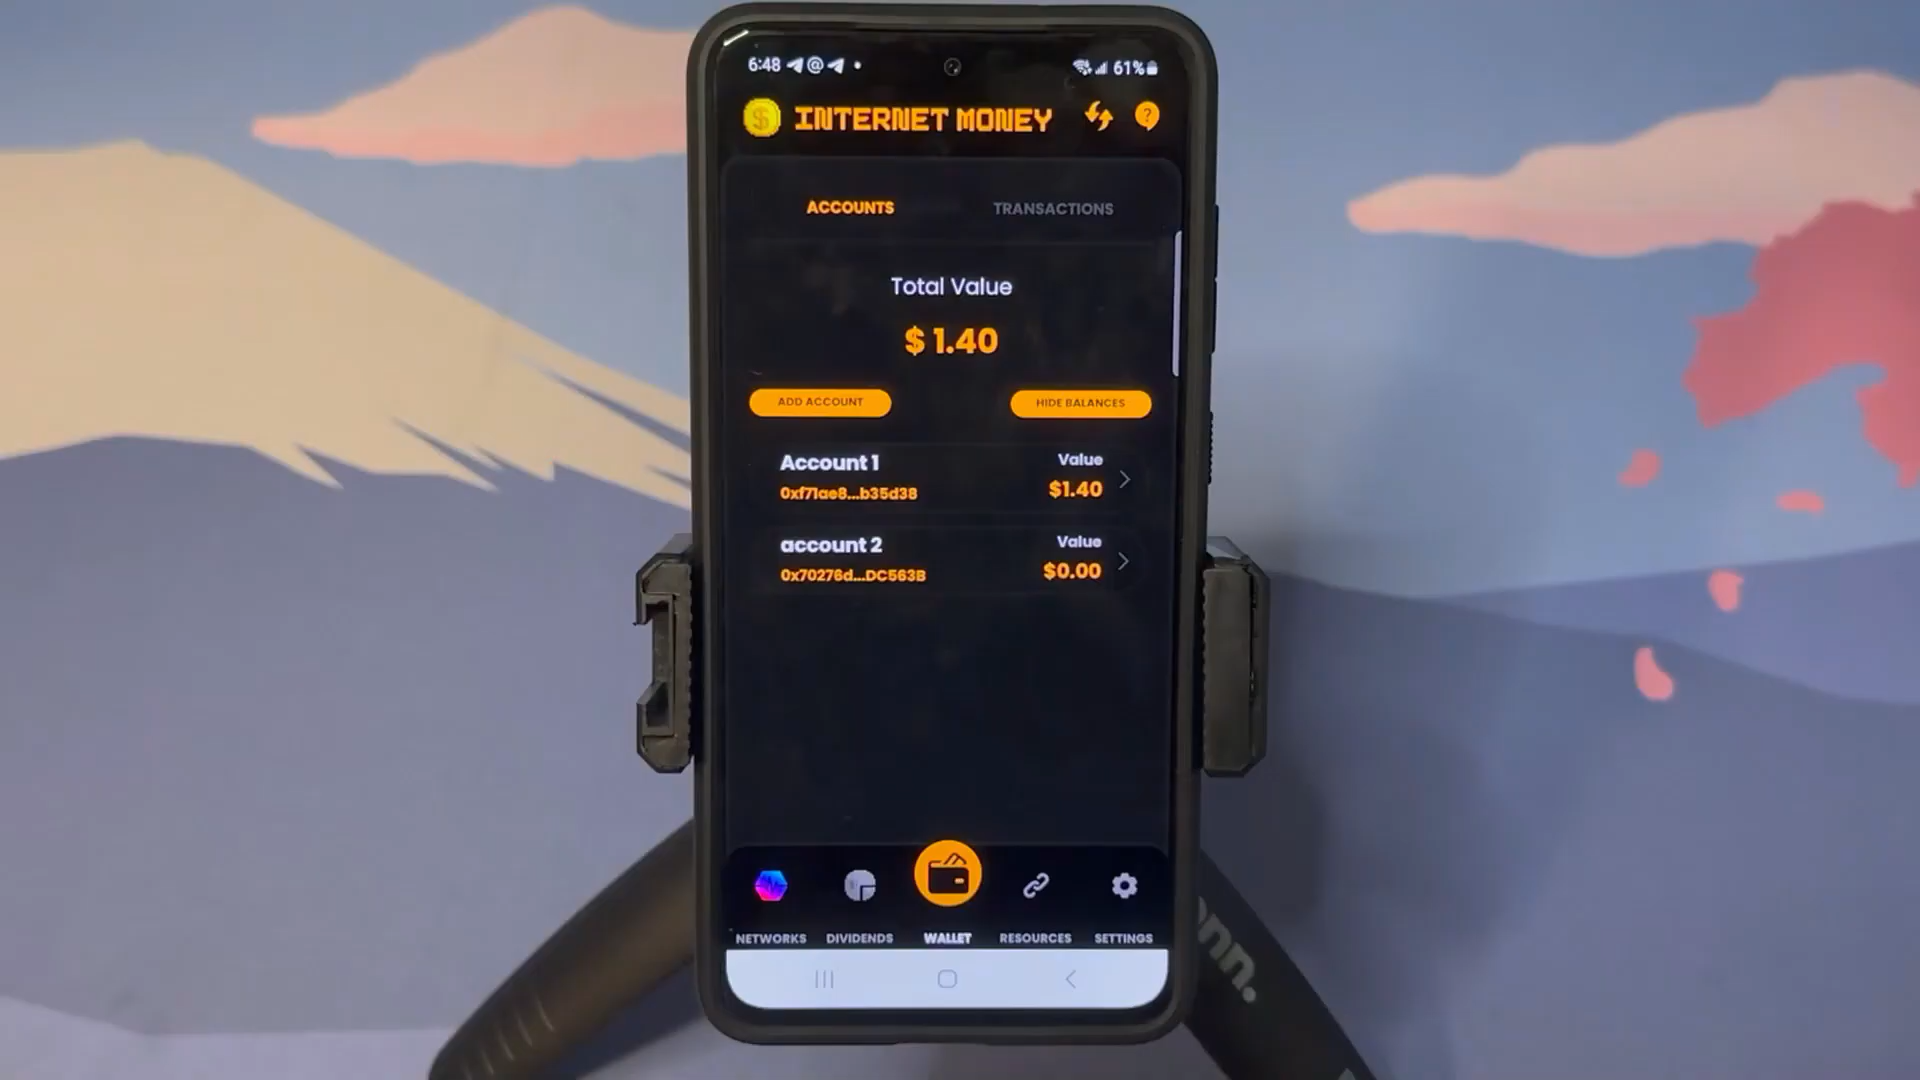 6:48
61%
INTERNET MONEY
ACCOUNTS TRANSACTIONS
Total Value
$ 1.40
ADD ACCOUNT HIDE BALANCES
Account 1 Value
0xf71ae8...b35d38 $1.40
account 2 Value
0x70276d...DC563B $0.00
NETWORKS DIVIDENDS WALLET RESOURCES SETTINGS